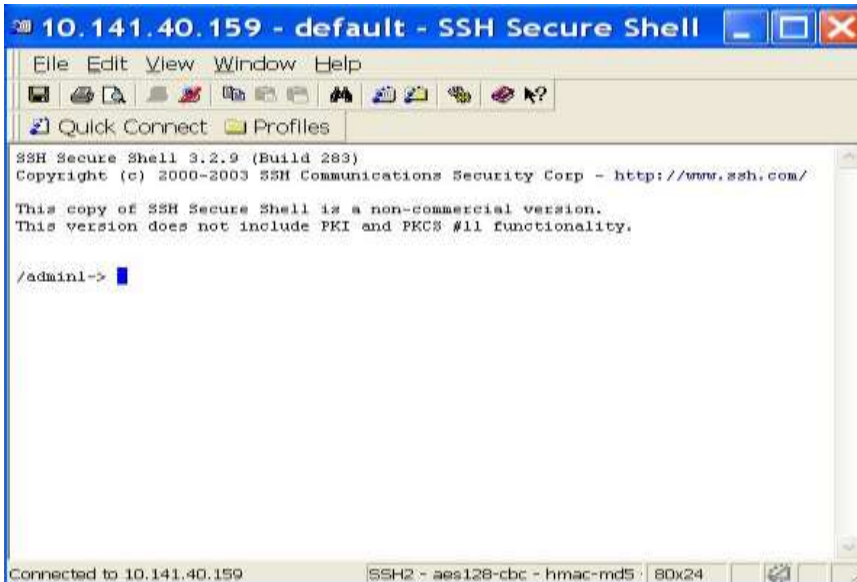 10.141.40.159 - default - SSH Secure Shell
File Edit View Window Help
Quick Connect Profiles
SSH Secure Shell 3.2.9 (Build 283)
Copyright (c) 2000-2003 SSH Communications Security Corp - http://www.ssh.com/
This copy of SSH Secure Shell is a non-commercial version.
This version does not include PKI and PKCS #11 functionality.
/admin1->
Connected to 10.141.40.159 SSH2 - aes128-cbc - hmac-md5 - 80x24